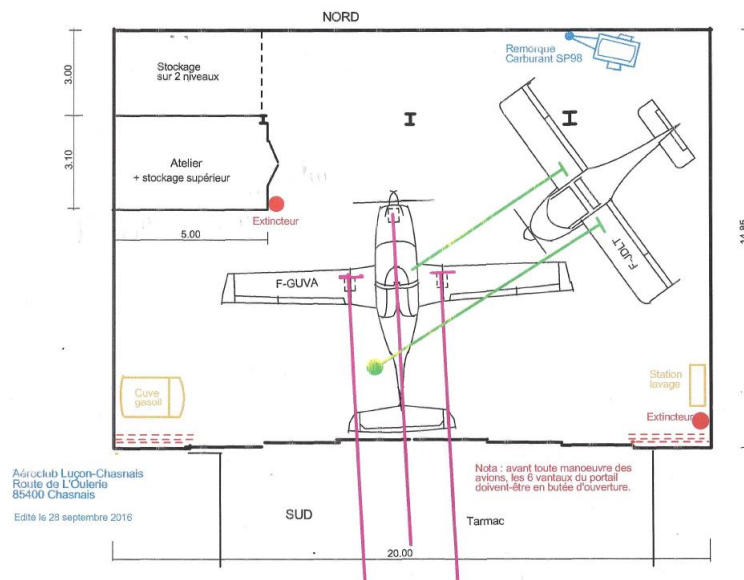 NORD
Stockage
sur 2 niveaux
Remorque
Carburant SP98
3.00
3.10
Atelier
+ stockage supérieur
Extincteur
5.00
F-GUVA
F-JDLT
14.85
Cuve
gasoil
Station
lavage
Extincteur
Aéroclub Luçon-Chasnais
Route de L'Oulerie
85400 Chasnais
Edité le 28 septembre 2016
Nota : avant toute manoeuvre des
avions, les 6 vantaux du portail
doivent-être en butée d'ouverture.
SUD
Tarmac
20.00